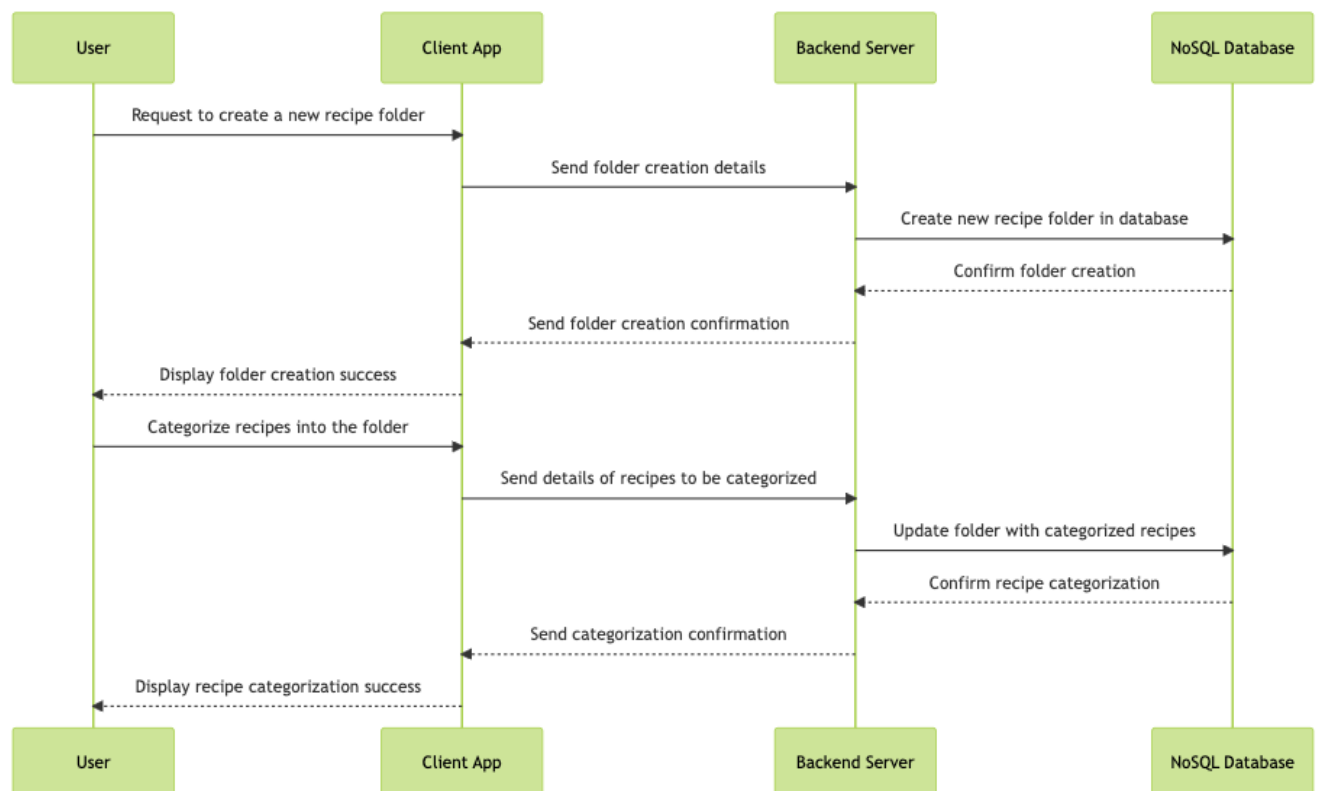 User
Client App
Backend Server
NoSQL Database
Request to create a new recipe folder
Send folder creation details
Create new recipe folder in database
Confirm folder creation
Send folder creation confirmation
Display folder creation success
Categorize recipes into the folder
Send details of recipes to be categorized
Update folder with categorized recipes
Confirm recipe categorization
Send categorization confirmation
Display recipe categorization success
User
Client App
Backend Server
NoSQL Database